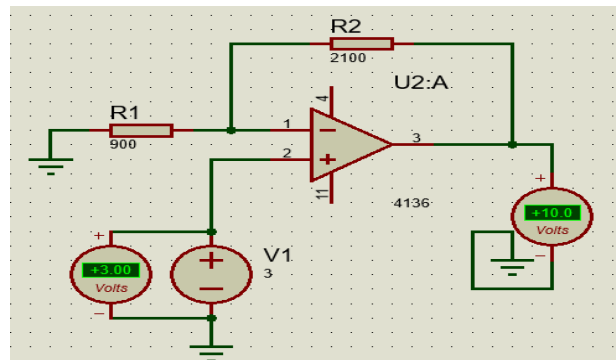 R2
2100
U2:A
R1
900
4
1
2
3
11
4136
+
+10.0
Volts
−
+
+3.00
Volts
−
V1
3